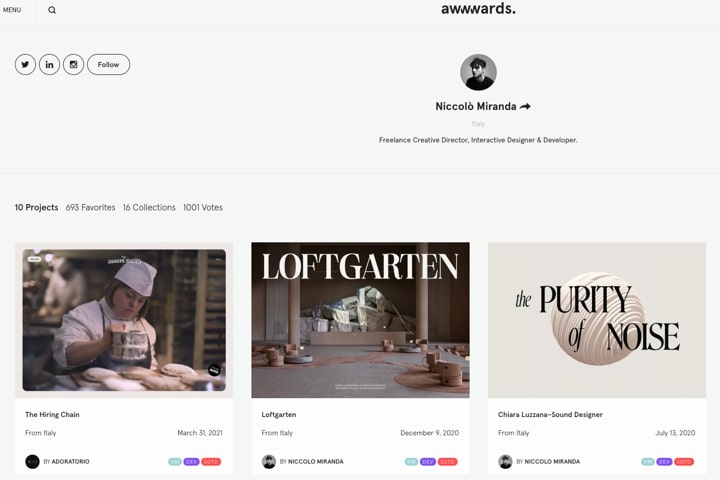 MENU
awwwards.
Follow
Niccolò Miranda
Italy
Freelance Creative Director, Interactive Designer & Developer.
10 Projects 693 Favorites 16 Collections 1001 Votes
LOFTGARTEN
the PURITY
of NOISE
The Hiring Chain
From Italy March 31, 2021
BY ADORATORIO HM DEV SOTD
Loftgarten
From Italy December 9, 2020
BY NICCOLO MIRANDA HM DEV SOTD
Chiara Luzzana–Sound Designer
From Italy July 13, 2020
BY NICCOLO MIRANDA HM DEV SOTD